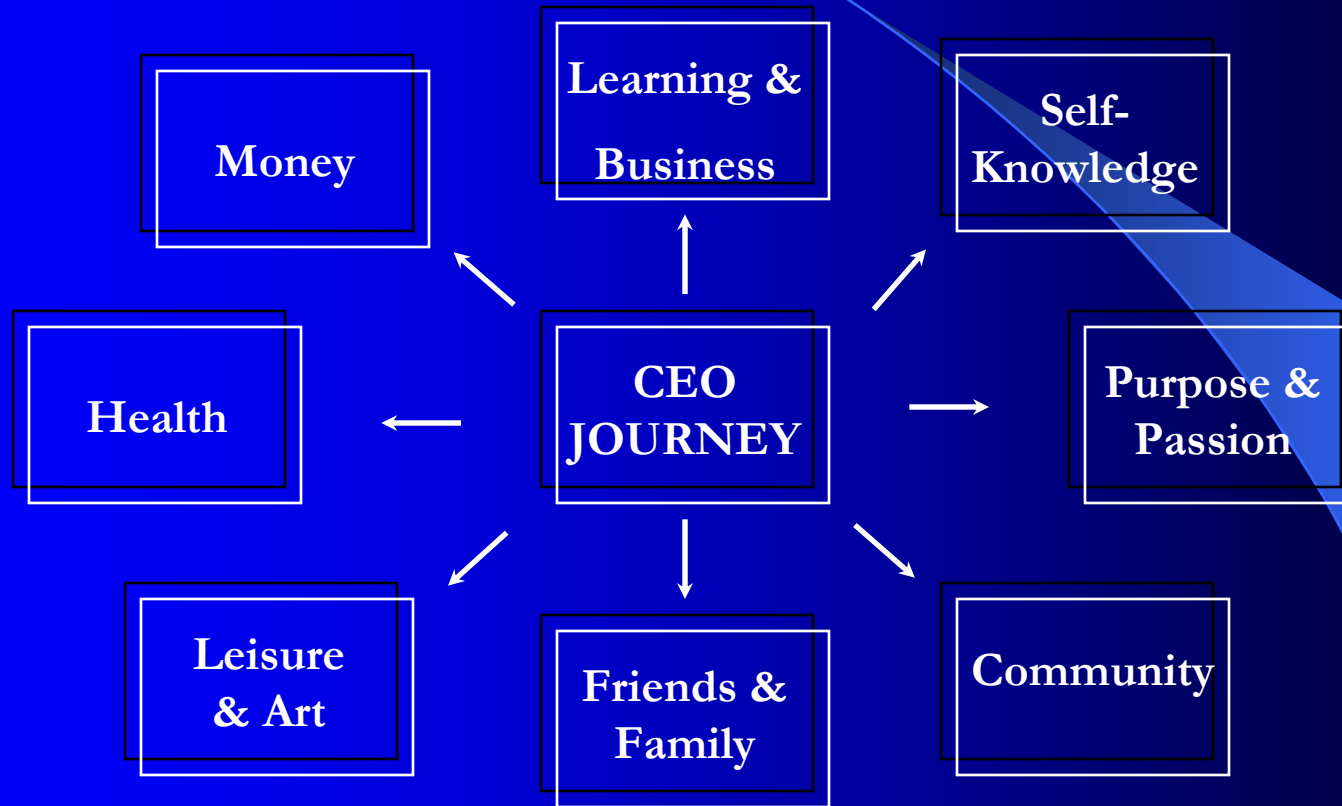 Learning &
Business
Self-
Knowledge
Money
CEO
JOURNEY
Purpose &
Passion
Health
Leisure
& Art
Friends &
Family
Community